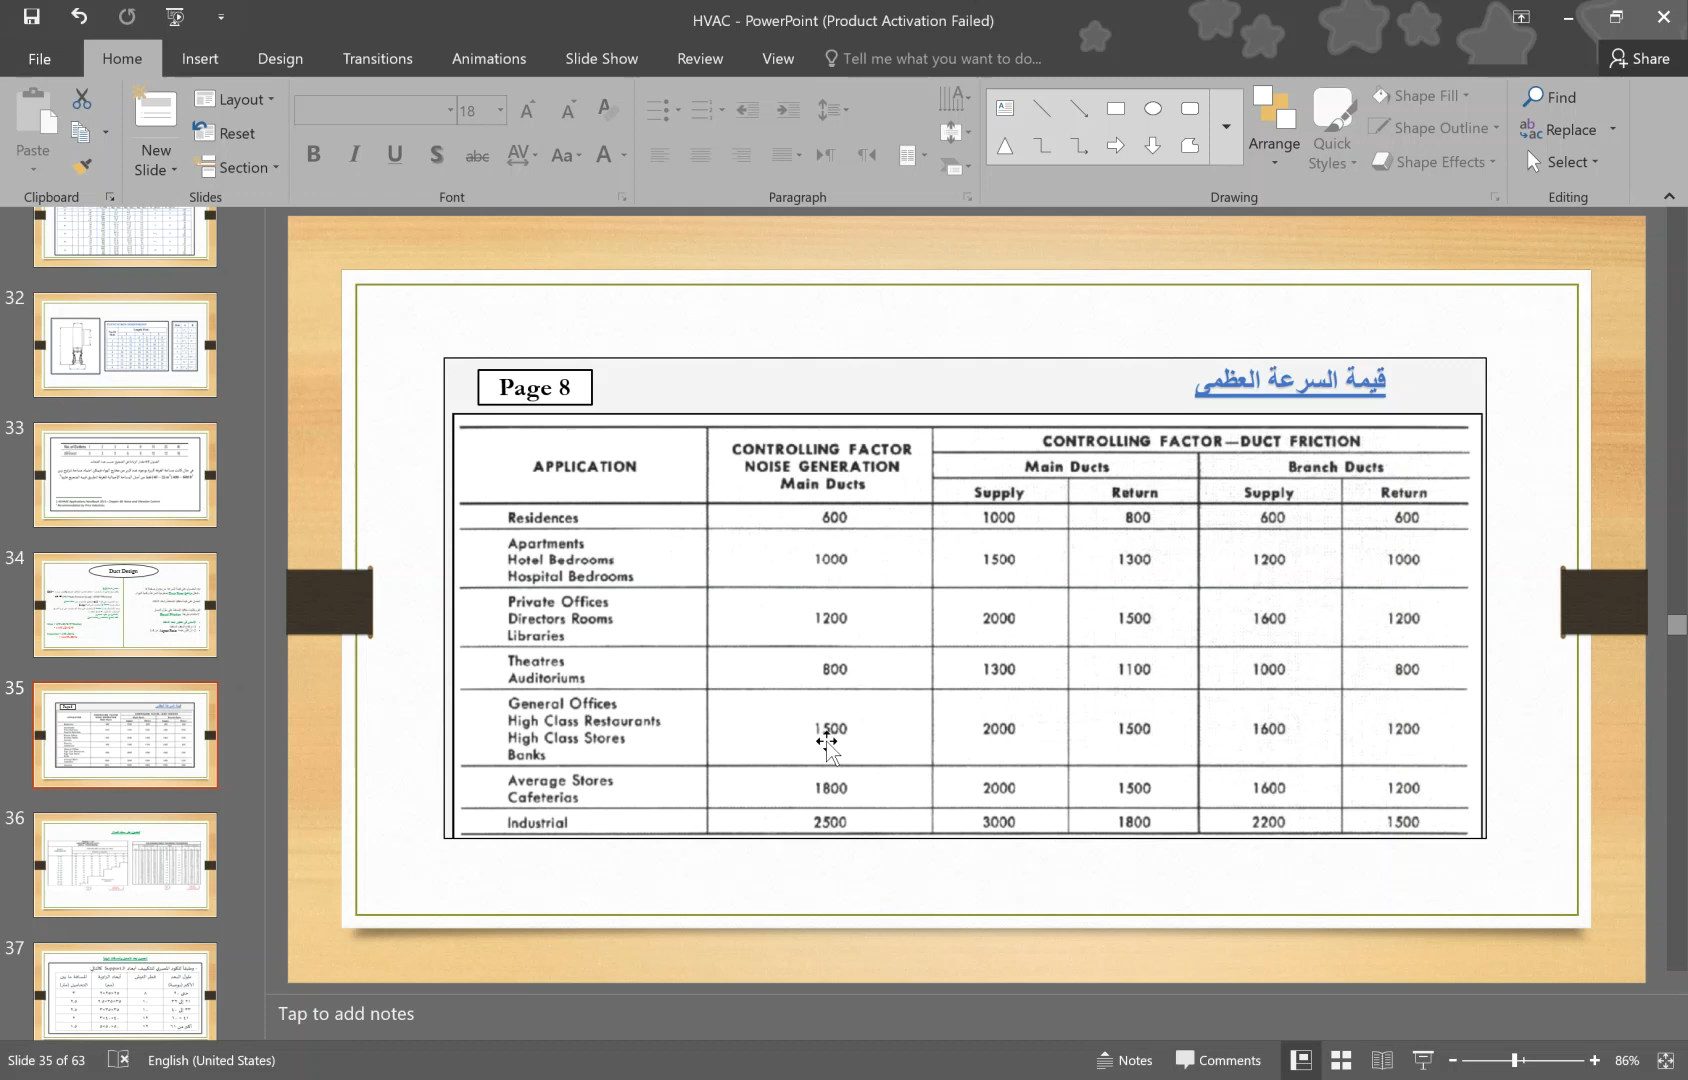 HVAC - PowerPoint (Product Activation Failed)
File Home Insert Design Transitions Animations Slide Show Review View Tell me what you want to do... Share
Paste
Clipboard
New Slide
Layout
Reset
Section
Slides
18
B I U S abc AV Aa A
Font
Paragraph
Arrange
Quick Styles
Shape Fill
Shape Outline
Shape Effects
Drawing
Find
Replace
Select
Editing
32
33
34
Duct Design
35
36
37
Page 8
قيمة السرعة العظمى
APPLICATION
CONTROLLING FACTOR
NOISE GENERATION
Main Ducts
CONTROLLING FACTOR—DUCT FRICTION
Main Ducts Branch Ducts
Supply Return Supply Return
Residences 600 1000 800 600 600
Apartments
Hotel Bedrooms 1000 1500 1300 1200 1000
Hospital Bedrooms
Private Offices
Directors Rooms 1200 2000 1500 1600 1200
Libraries
Theatres
Auditoriums 800 1300 1100 1000 800
General Offices
High Class Restaurants
High Class Stores 1500 2000 1500 1600 1200
Banks
Average Stores
Cafeterias 1800 2000 1500 1600 1200
Industrial 2500 3000 1800 2200 1500
Tap to add notes
Slide 35 of 63 English (United States) Notes Comments 86%